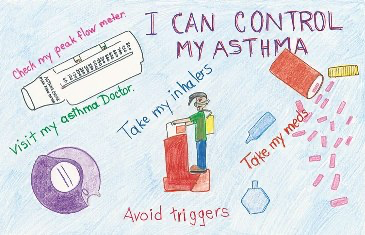 I CAN CONTROL
MY ASTHMA
Check my peak flow meter.
Visit my asthma Doctor.
Take my inhalers
Take my meds
Avoid triggers